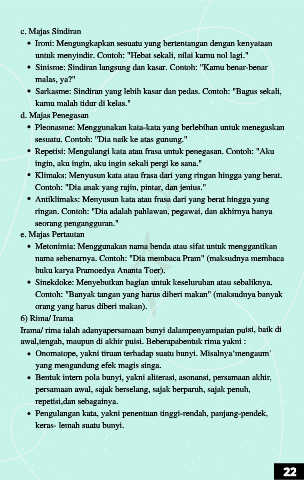 c. Majas Sindiran
• Ironi: Mengungkapkan sesuatu yang bertentangan dengan kenyataan
untuk menyindir. Contoh: "Hebat sekali, nilai kamu nol lagi."
• Sinisme: Sindiran langsung dan kasar. Contoh: "Kamu benar-benar
malas, ya?"
• Sarkasme: Sindiran yang lebih kasar dan pedas. Contoh: "Bagus sekali,
kamu malah tidur di kelas."
d. Majas Penegasan
• Pleonasme: Menggunakan kata-kata yang berlebihan untuk menegaskan
sesuatu. Contoh: "Dia naik ke atas gunung."
• Repetisi: Mengulangi kata atau frasa untuk penegasan. Contoh: "Aku
ingin, aku ingin, aku ingin sekali pergi ke sana."
• Klimaks: Menyusun kata atau frasa dari yang ringan hingga yang berat.
Contoh: "Dia anak yang rajin, pintar, dan jenius."
• Antiklimaks: Menyusun kata atau frasa dari yang berat hingga yang
ringan. Contoh: "Dia adalah pahlawan, pegawai, dan akhirnya hanya
seorang pengangguran."
e. Majas Pertautan
• Metonimia: Menggunakan nama benda atau sifat untuk menggantikan
nama sebenarnya. Contoh: "Dia membaca Pram" (maksudnya membaca
buku karya Pramoedya Ananta Toer).
• Sinekdoke: Menyebutkan bagian untuk keseluruhan atau sebaliknya.
Contoh: "Banyak tangan yang harus diberi makan" (maksudnya banyak
orang yang harus diberi makan).
6) Rima/ Irama
Irama/ rima ialah adanyapersamaan bunyi dalampenyampaian puisi, baik di
awal,tengah, maupun di akhir puisi. Beberapabentuk rima yakni :
• Onomatope, yakni tiruan terhadap suatu bunyi. Misalnya'mengaum'
yang mengandung efek magis singa.
• Bentuk intern pola bunyi, yakni aliterasi, asonansi, persamaan akhir,
persamaan awal, sajak berselang, sajak berparuh, sajak penuh,
repetisi,dan sebagainya.
• Pengulangan kata, yakni penentuan tinggi-rendah, panjang-pendek,
keras- lemah suatu bunyi.
22